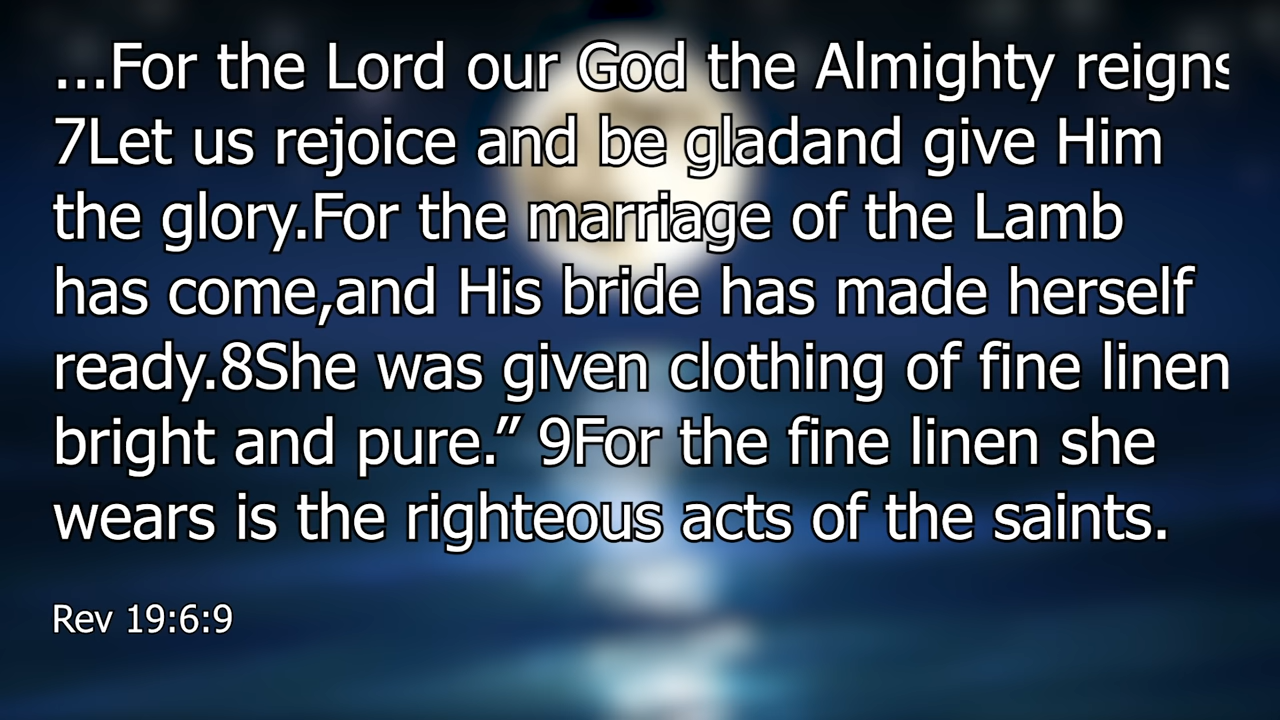 ...For the Lord our God the Almighty reigns
7Let us rejoice and be gladand give Him
the glory.For the marriage of the Lamb
has come,and His bride has made herself
ready.8She was given clothing of fine linen
bright and pure.” 9For the fine linen she
wears is the righteous acts of the saints.
Rev 19:6:9